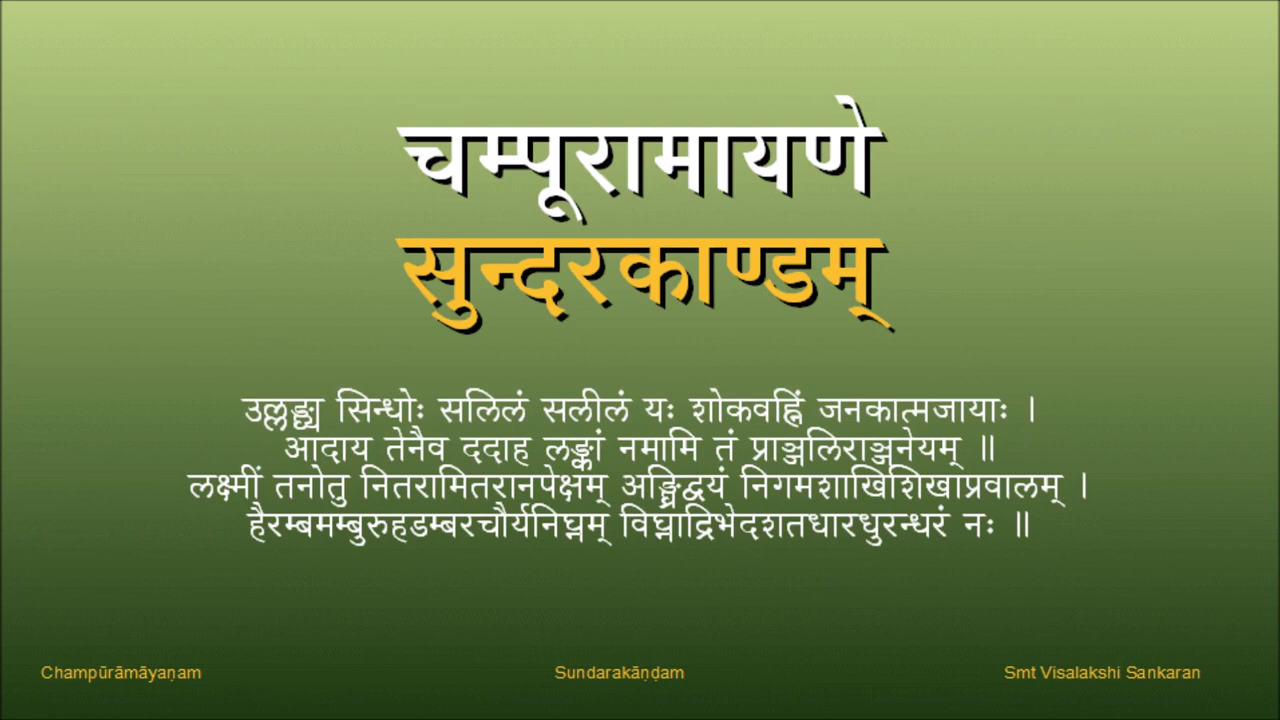 चम्पूरामायणे
सुन्दरकाण्डम्
उल्लङ्घ्य सिन्धोः सलिलं सलीलं यः शोकवह्निं जनकात्मजायाः ।
आदाय तेनैव ददाह लङ्कां नमामि तं प्राञ्जलिराञ्जनेयम् ॥
लक्ष्मीं तनोतु नितरामितरानपेक्षम् अङ्घ्रिद्वयं निगमशाखिशिखाप्रवालम् ।
हैरम्बमम्बुरुहडम्बरचौर्यनिघ्नम् विघ्नाद्रिभेदशतधारधुरन्धरं नः ॥
Champūrāmāyaṇam
Sundarakāṇḍam
Smt Visalakshi Sankaran